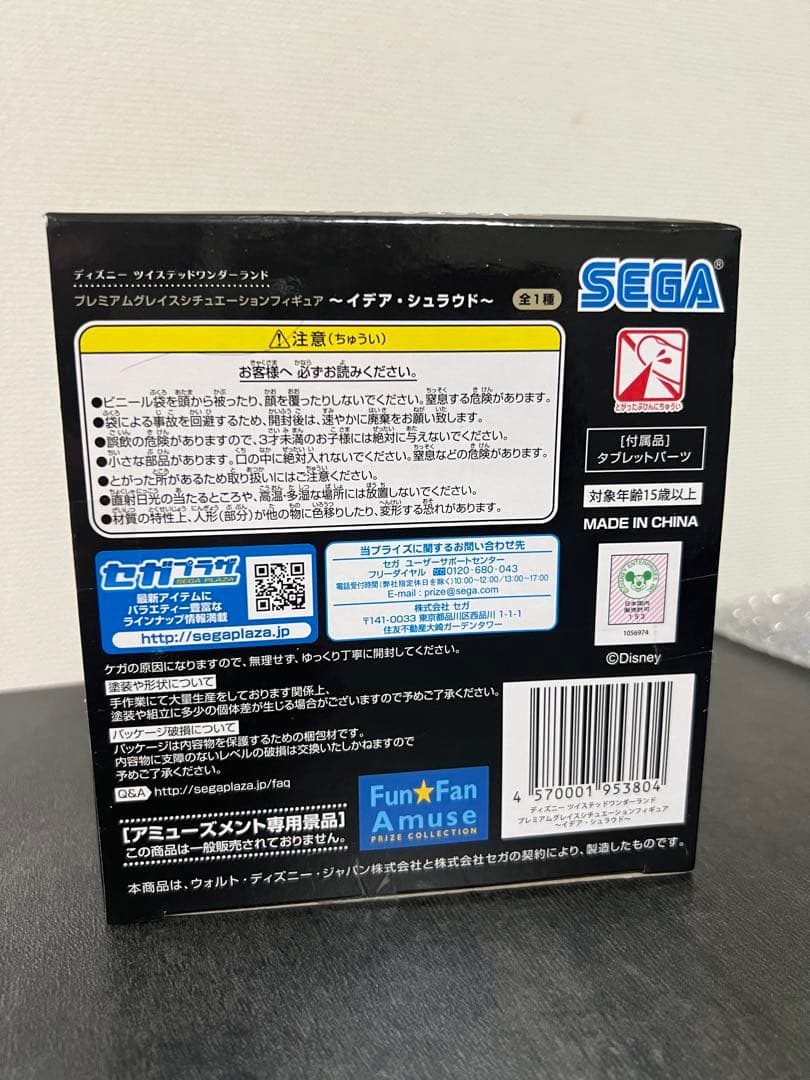 ディズニー ツイステッドワンダーランド
プレミアムグレイスシチュエーションフィギュア ～イデア・シュラウド～ 全1種
SEGA®
⚠注意(ちゅうい)
お客様へ 必ずお読みください。
●ビニール袋を頭から被ったり、顔を覆ったりしないでください。窒息する危険があります。
●袋による事故を回避するため、開封後は、速やかに廃棄をお願い致します。
●誤飲の危険がありますので、3才未満のお子様には絶対に与えないでください。
●小さな部品があります。口の中に絶対入れないでください。窒息などの危険があります。
●とがった所があるため取り扱いにはご注意ください。
●直射日光の当たるところや、高温・多湿な場所には放置しないでください。
●材質の特性上、人形(部分)が他の物に色移りしたり、変形する恐れがあります。
とがったぶひんにちゅうい
[付属品]
タブレットパーツ
対象年齢15歳以上
MADE IN CHINA
セガプラザ
SEGA PLAZA
最新アイテムに
バラエティー豊富な
ラインナップ情報満載
http://segaplaza.jp
当プライズに関するお問い合わせ先
セガ ユーザーサポートセンター
フリーダイヤル 0120-680-043
電話受付時間(弊社指定休日を除く)10:00~12:00/13:00~17:00
E-mail : prize@sega.com
株式会社 セガ
〒141-0033 東京都品川区西品川 1-1-1
住友不動産大崎ガーデンタワー
日本国内
販売許可
1056974
©Disney
ケガの原因になりますので、無理せず、ゆっくり丁寧に開封してください。
塗装や形状について
手作業にて大量生産をしております関係上、
塗装や組立に多少の個体差が生じる場合がございますので予めご了承ください。
パッケージ破損について
パッケージは内容物を保護するための梱包材です。
内容物に支障のないレベルの破損は交換いたしかねますので
予めご了承ください。
Q&A http://segaplaza.jp/faq
[アミューズメント専用景品]
この商品は一般販売されておりません。
Fun★Fan
Amuse
PRIZE COLLECTION
4 570001 953804
ディズニー ツイステッドワンダーランド
プレミアムグレイスシチュエーションフィギュア
～イデア・シュラウド～
本商品は、ウォルト・ディズニー・ジャパン株式会社と株式会社セガの契約により、製造したものです。